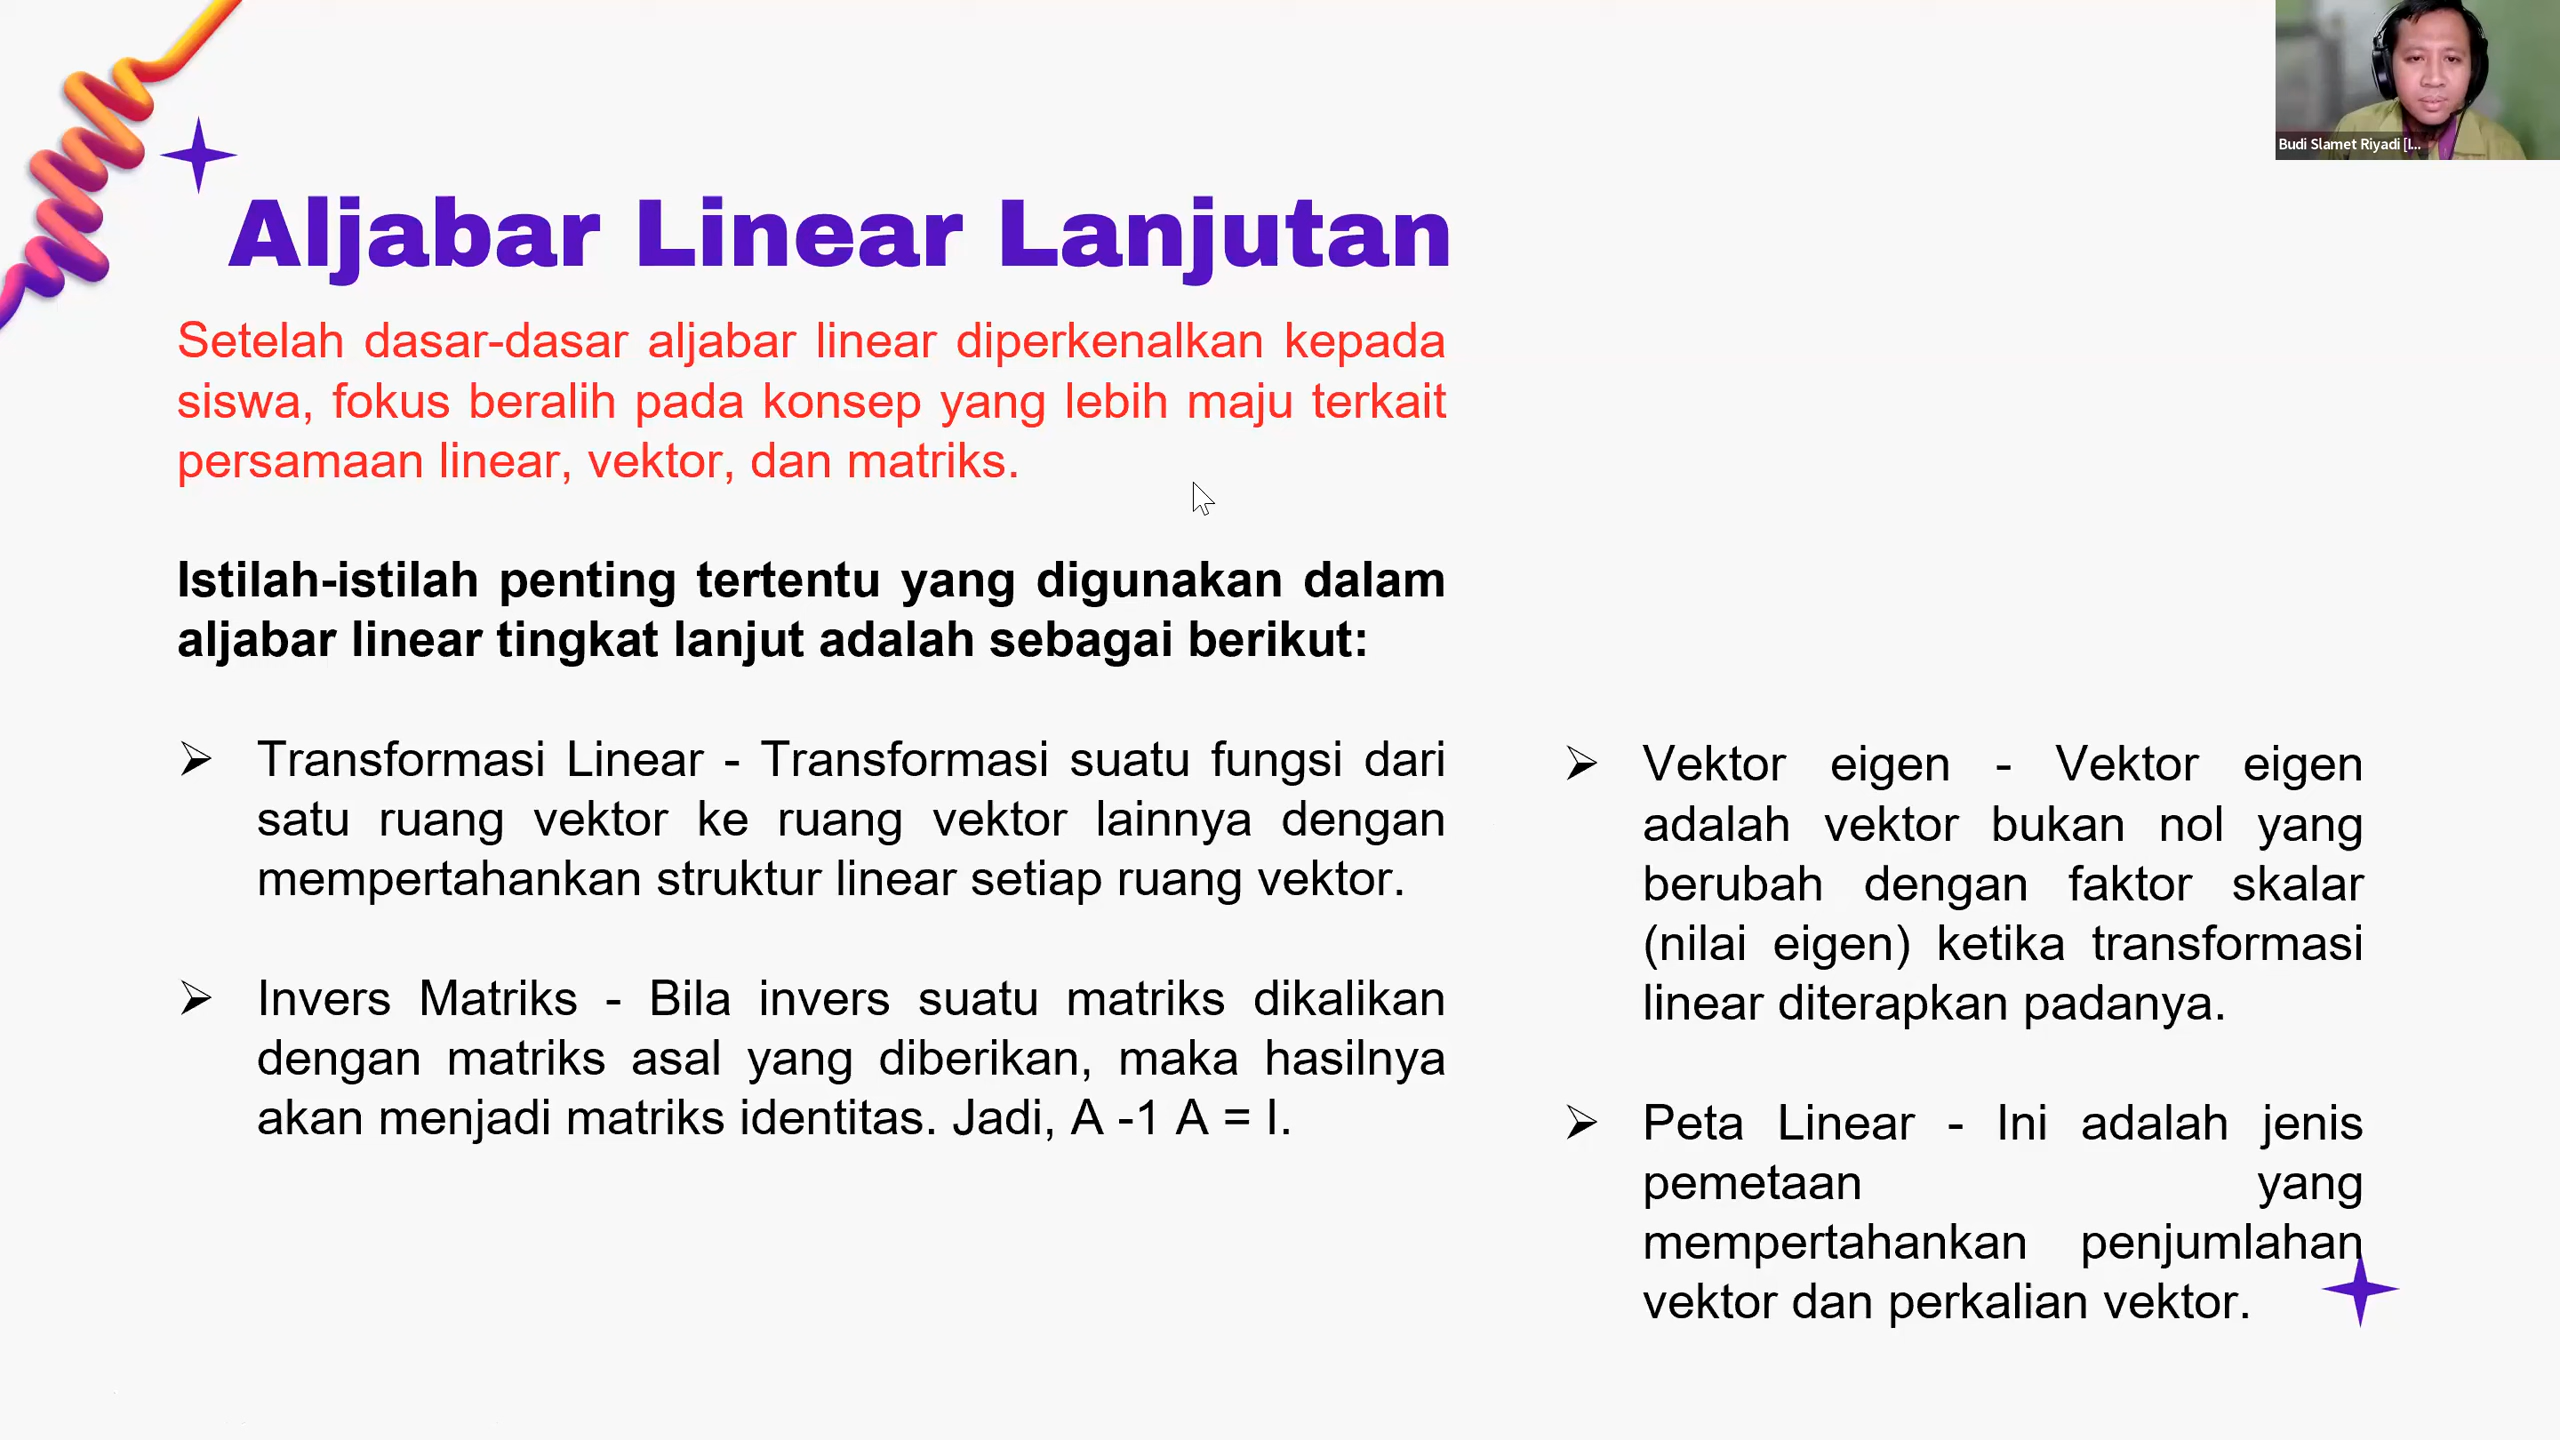 Budi Slamet Riyadi [I...
Aljabar Linear Lanjutan
Setelah dasar-dasar aljabar linear diperkenalkan kepada
siswa, fokus beralih pada konsep yang lebih maju terkait
persamaan linear, vektor, dan matriks.
Istilah-istilah penting tertentu yang digunakan dalam
aljabar linear tingkat lanjut adalah sebagai berikut:
➢ Transformasi Linear - Transformasi suatu fungsi dari
satu ruang vektor ke ruang vektor lainnya dengan
mempertahankan struktur linear setiap ruang vektor.
➢ Invers Matriks - Bila invers suatu matriks dikalikan
dengan matriks asal yang diberikan, maka hasilnya
akan menjadi matriks identitas. Jadi, A -1 A = I.
➢ Vektor eigen - Vektor eigen
adalah vektor bukan nol yang
berubah dengan faktor skalar
(nilai eigen) ketika transformasi
linear diterapkan padanya.
➢ Peta Linear - Ini adalah jenis
pemetaan yang
mempertahankan penjumlahan
vektor dan perkalian vektor.